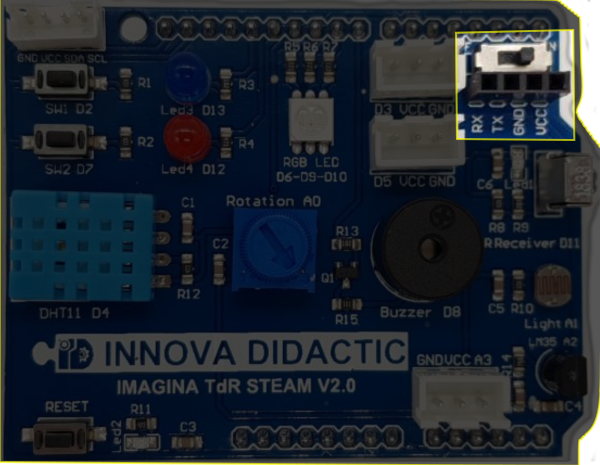 GND VCC SDA SCL
R5 R6 R7
R1
SW1 D2
Led3 D13
R3
D3 VCC GND
RX
TX
GND
VCC
R2
SW2 D7
Led4 D12
R4
RGB LED
D6-D9-D10
D5 VCC GND
C6
Led1
R8 R9
Rotation A0
C1
C2
R12
R13
Q1
R15
R Receiver D11
DHT11 D4
Buzzer D8
C5 R10
Light A1
LM35 A2
iD INNOVA DIDACTIC
IMAGINA TdR STEAM V2.0
GND VCC A3
R14
C4
RESET
R11
Led2
C3